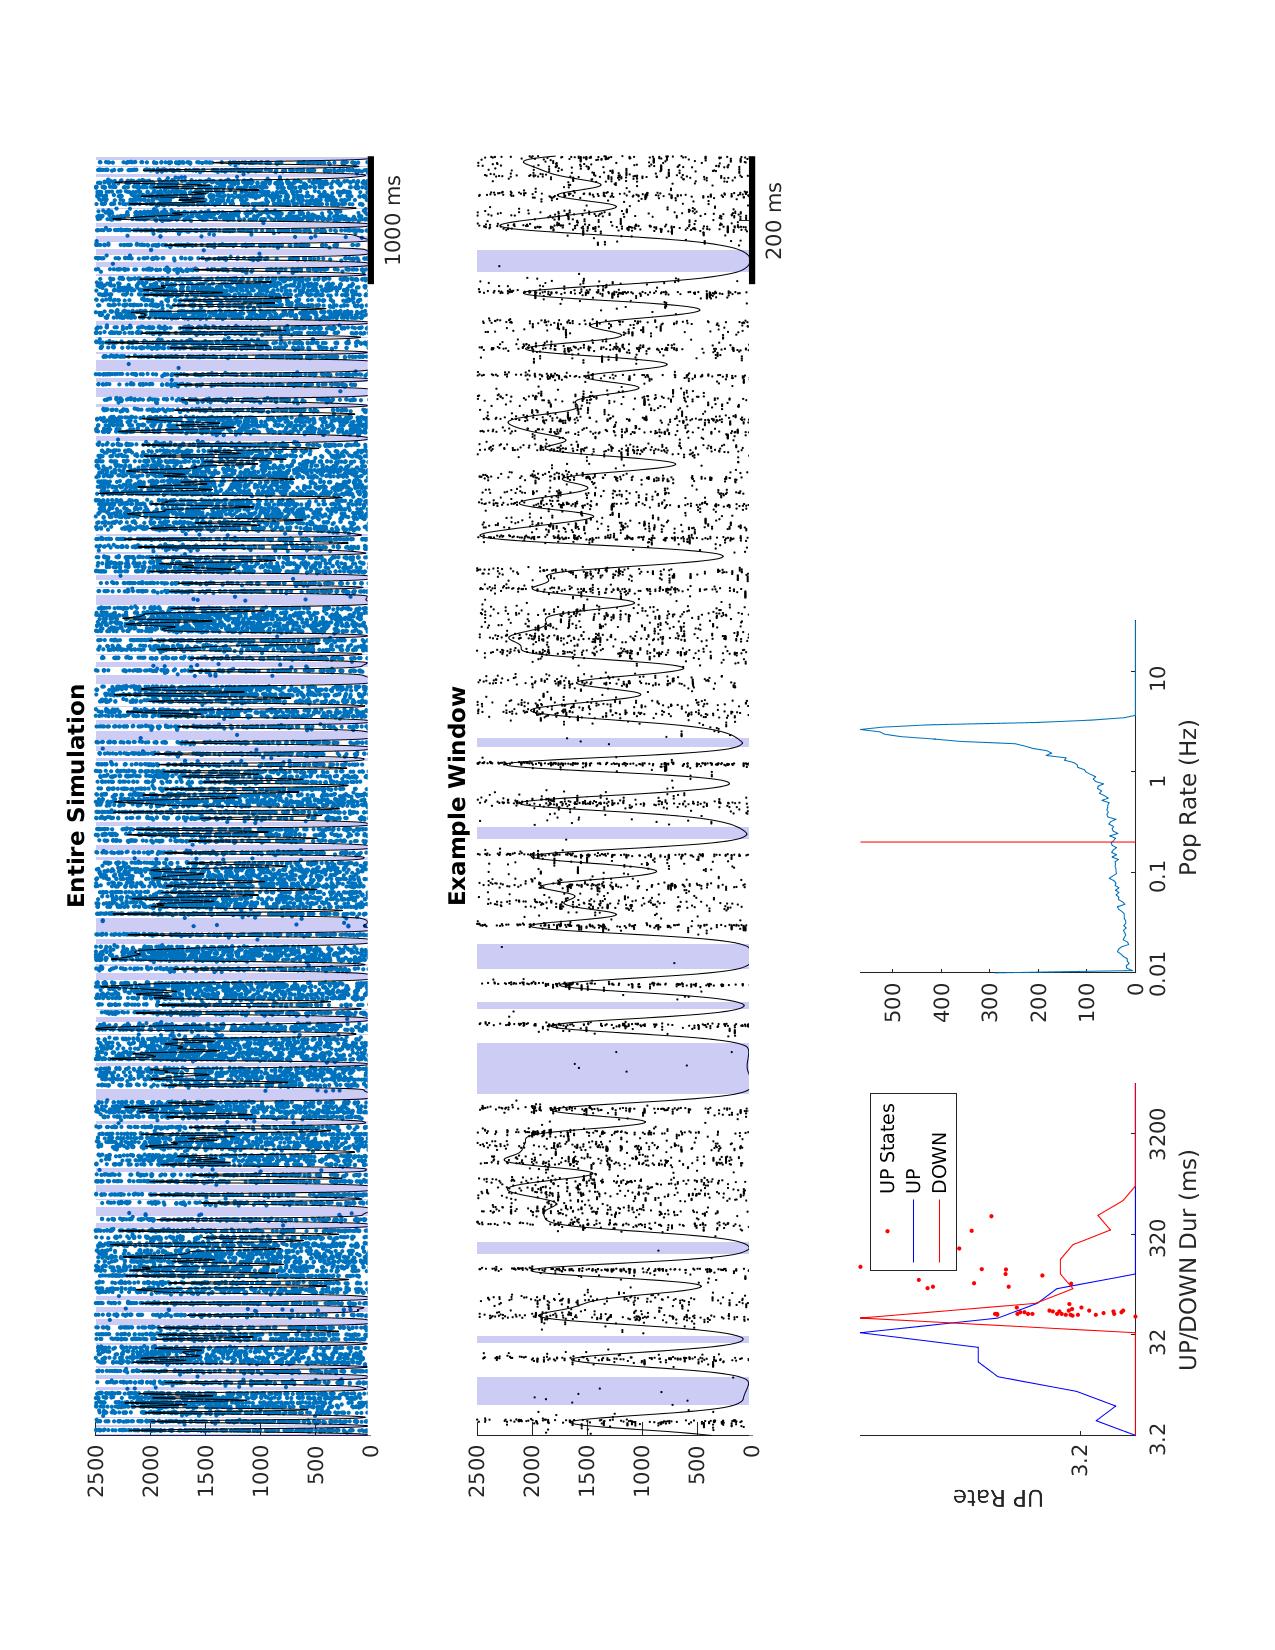 Entire Simulation
2500
2000
1500
1000
500
0
1000 ms
Example Window
2500
2000
1500
1000
500
0
200 ms
UP Rate
3.2
UP States
UP
DOWN
3.2 32 320 3200
UP/DOWN Dur (ms)
500
400
300
200
100
0
0.01 0.1 1 10
Pop Rate (Hz)